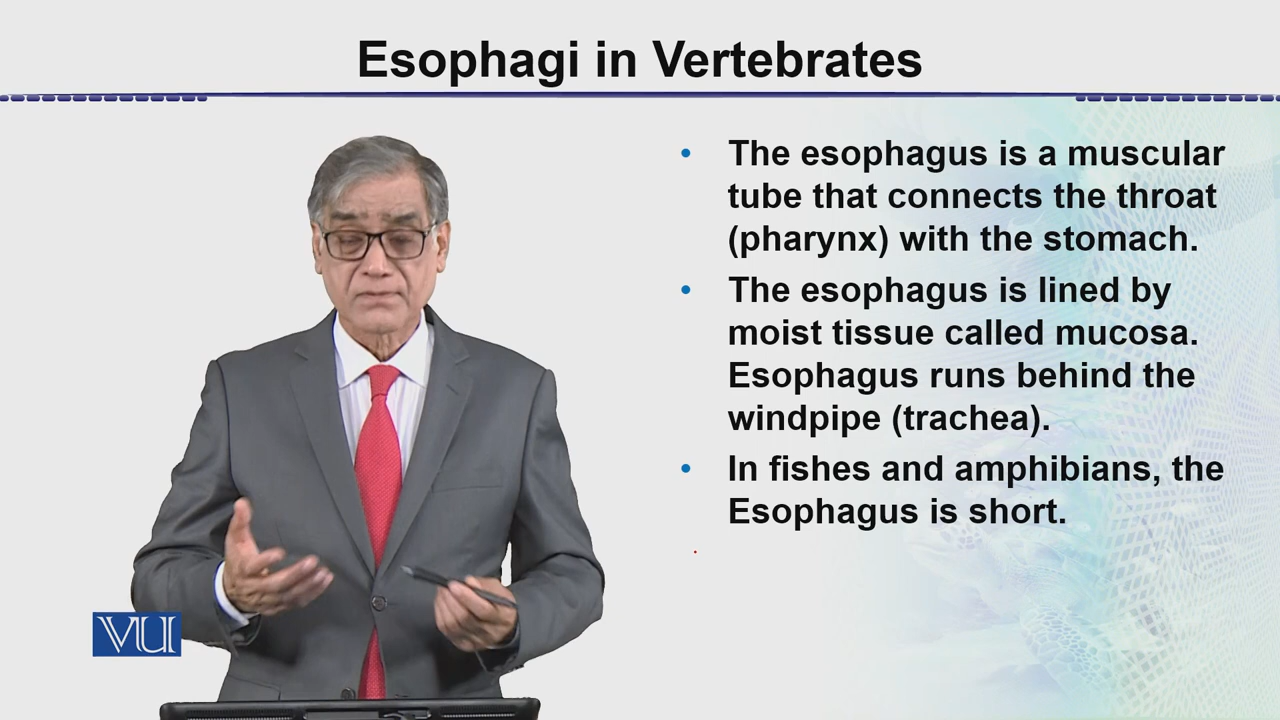 Esophagi in Vertebrates
• The esophagus is a muscular
tube that connects the throat
(pharynx) with the stomach.
• The esophagus is lined by
moist tissue called mucosa.
Esophagus runs behind the
windpipe (trachea).
• In fishes and amphibians, the
Esophagus is short.
VU